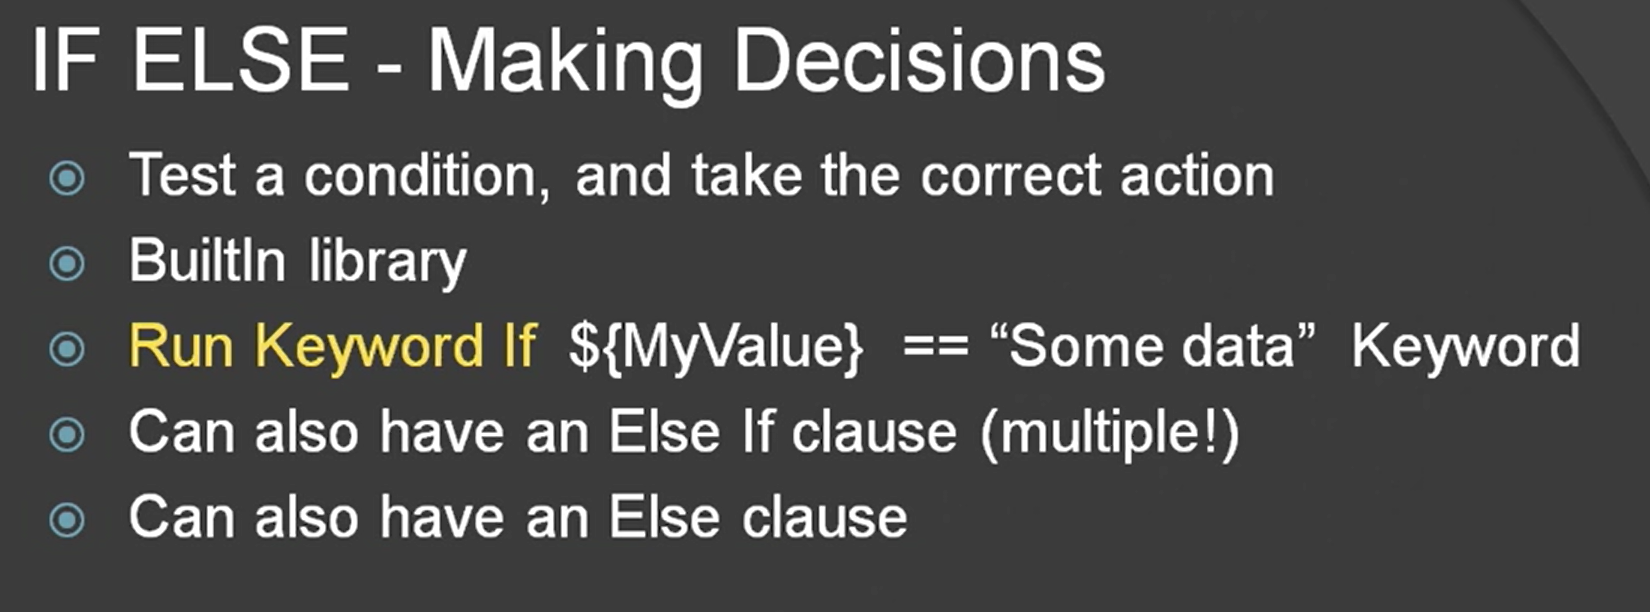 IF ELSE - Making Decisions
Test a condition, and take the correct action
BuiltIn library
Run Keyword If ${MyValue} == “Some data” Keyword
Can also have an Else If clause (multiple!)
Can also have an Else clause